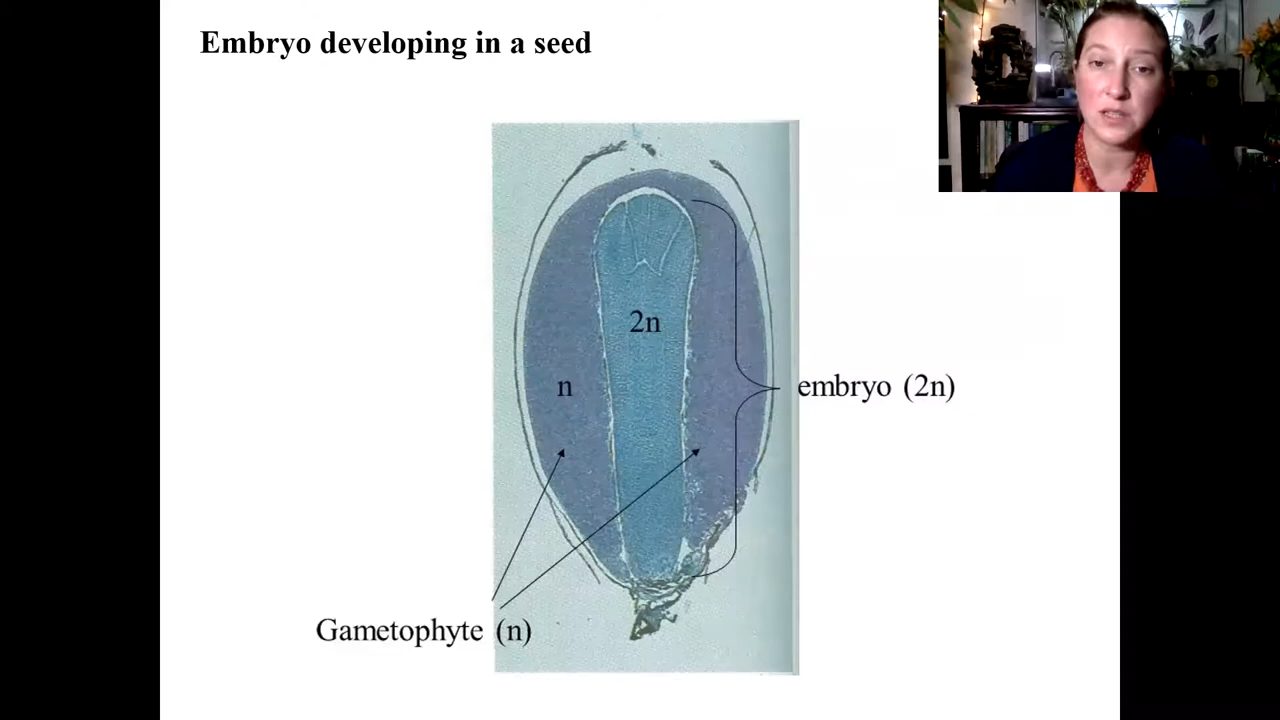 Embryo developing in a seed
2n
n
embryo (2n)
Gametophyte (n)